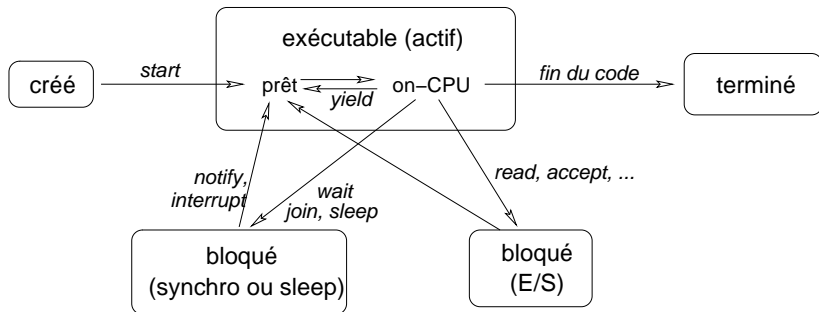 exécutable (actif)
créé
start
prêt
yield
on–CPU
fin du code
terminé
notify,
interrupt
wait
join, sleep
read, accept, ...
bloqué
(synchro ou sleep)
bloqué
(E/S)